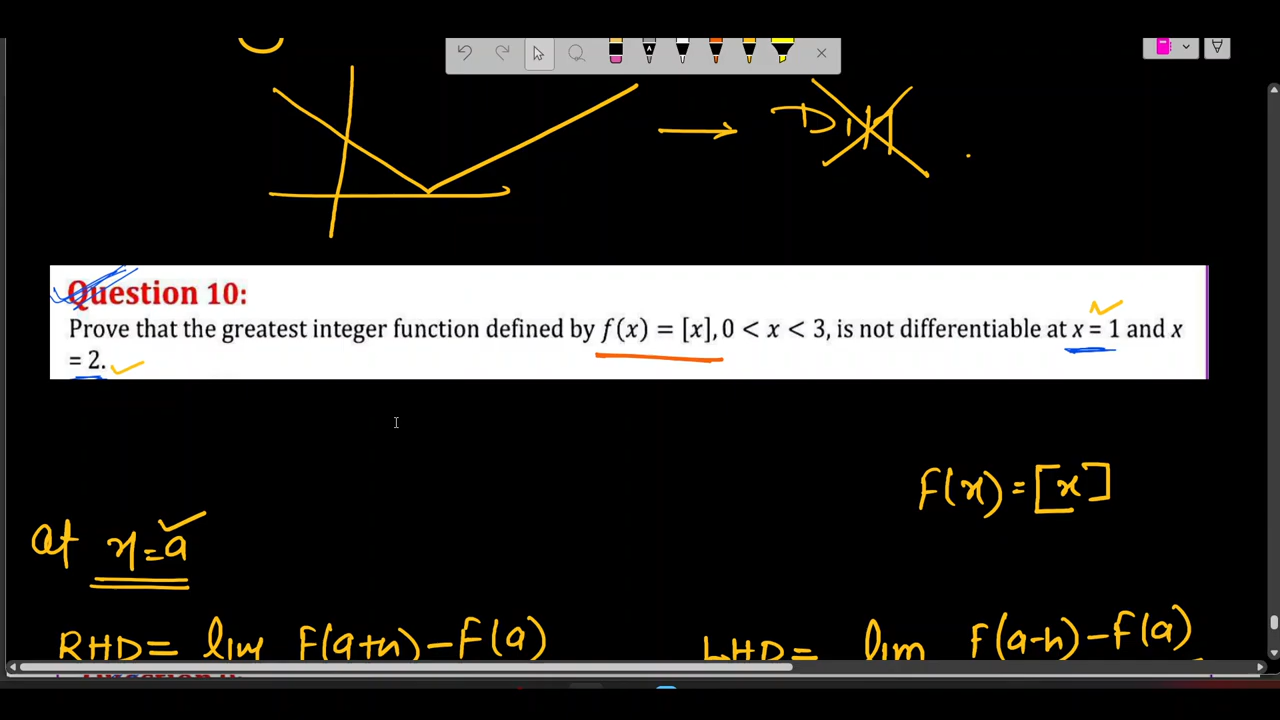 Diff
Question 10:
Prove that the greatest integer function defined by f(x) = [x], 0 < x < 3, is not differentiable at x = 1 and x
= 2.
F(x) = [x]
at x = a
RHD = lim F(a+h) - F(a)
LHD = lim F(a-h) - F(a)